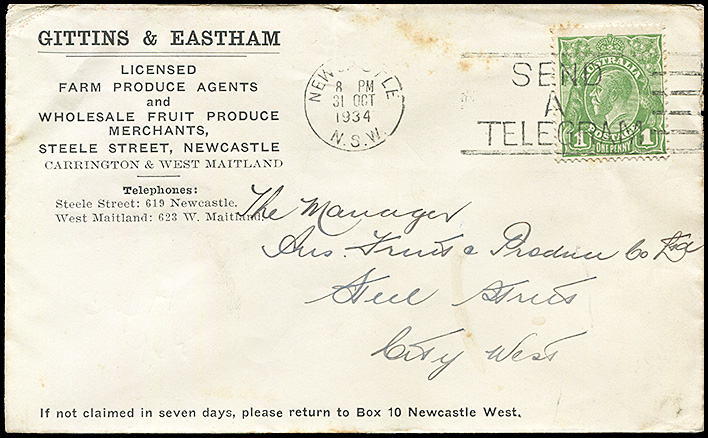 GITTINS & EASTHAM
LICENSED
FARM PRODUCE AGENTS
and
WHOLESALE FRUIT PRODUCE
MERCHANTS,
STEELE STREET, NEWCASTLE
CARRINGTON & WEST MAITLAND
Telephones:
Steele Street: 619 Newcastle.
West Maitland: 623 W. Maitland.
NEWCASTLE
8 PM
31 OCT
1934
N.S.W.
SEND
A
TELEGRAM
AUSTRALIA
POSTAGE
1 1
ONE PENNY
The Manager
Aus. Fruit & Produce Co Ltd
Steel Street
City West
If not claimed in seven days, please return to Box 10 Newcastle West.